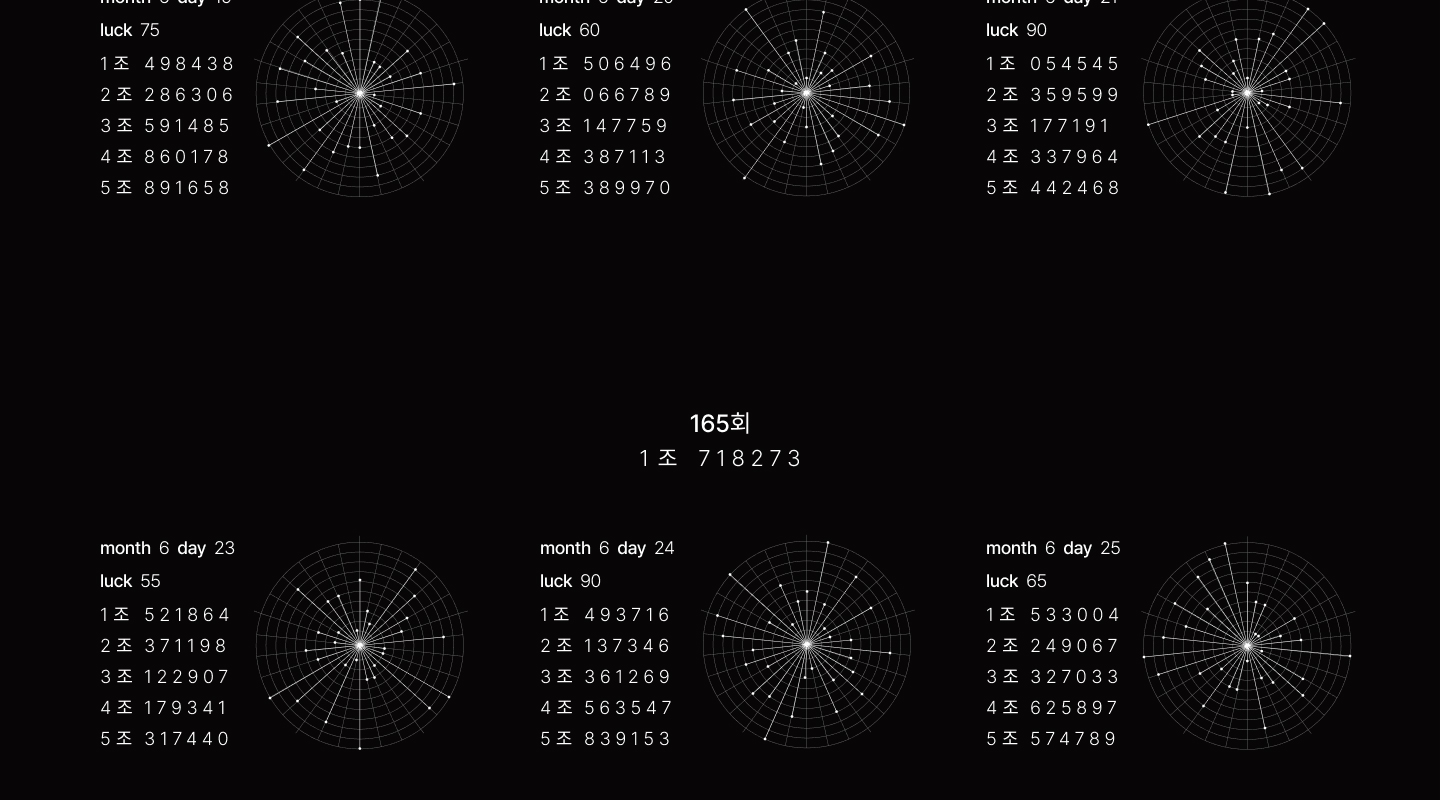 luck 75
1조 498438
2조 286306
3조 591485
4조 860178
5조 891658
luck 60
1조 506496
2조 066789
3조 147759
4조 387113
5조 389970
luck 90
1조 054545
2조 359599
3조 177191
4조 337964
5조 442468
165회
1조 718273
month 6 day 23
luck 55
1조 521864
2조 371198
3조 122907
4조 179341
5조 317440
month 6 day 24
luck 90
1조 493716
2조 137346
3조 361269
4조 563547
5조 839153
month 6 day 25
luck 65
1조 533004
2조 249067
3조 327033
4조 625897
5조 574789